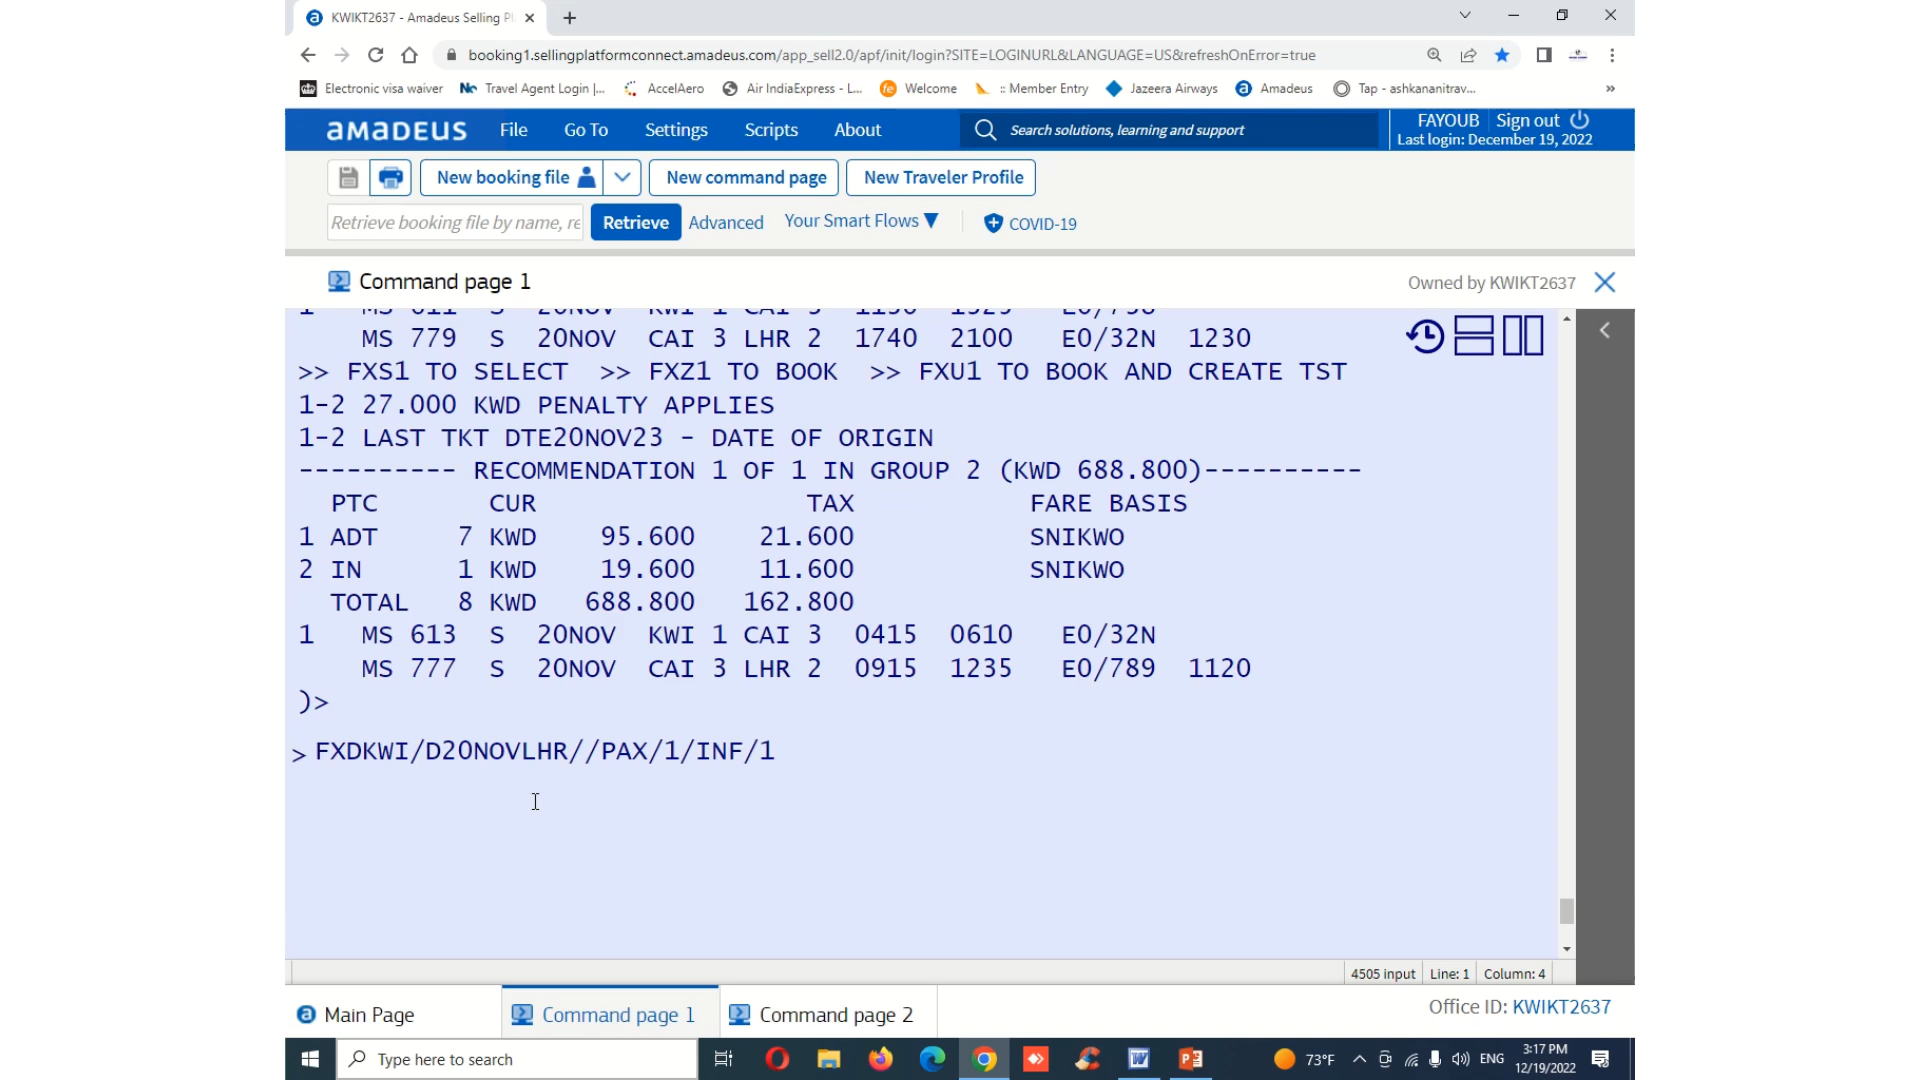 KWIKT2637 - Amadeus Selling Pl
booking1.sellingplatformconnect.amadeus.com/app_sell2.0/apf/init/login?SITE=LOGINURL&LANGUAGE=US&refreshOnError=true
Electronic visa waiver Travel Agent Login |... AccelAero Air IndiaExpress - L... Welcome :: Member Entry Jazeera Airways Amadeus Tap - ashkananitrav... »
amadeus File Go To Settings Scripts About Search solutions, learning and support FAYOUB Sign out
Last login: December 19, 2022
New booking file New command page New Traveler Profile
Retrieve booking file by name, re Retrieve Advanced Your Smart Flows ▼ COVID-19
Command page 1 Owned by KWIKT2637
MS 779 S 20NOV CAI 3 LHR 2 1740 2100 E0/32N 1230
>> FXS1 TO SELECT >> FXZ1 TO BOOK >> FXU1 TO BOOK AND CREATE TST
1-2 27.000 KWD PENALTY APPLIES
1-2 LAST TKT DTE20NOV23 - DATE OF ORIGIN
---------- RECOMMENDATION 1 OF 1 IN GROUP 2 (KWD 688.800)----------
PTC CUR TAX FARE BASIS
1 ADT 7 KWD 95.600 21.600 SNIKWO
2 IN 1 KWD 19.600 11.600 SNIKWO
TOTAL 8 KWD 688.800 162.800
1 MS 613 S 20NOV KWI 1 CAI 3 0415 0610 E0/32N
MS 777 S 20NOV CAI 3 LHR 2 0915 1235 E0/789 1120
)>
> FXDKWI/D20NOVLHR//PAX/1/INF/1
4505 input Line: 1 Column: 4
Main Page Command page 1 Command page 2 Office ID: KWIKT2637
Type here to search 73°F ENG 3:17 PM
12/19/2022